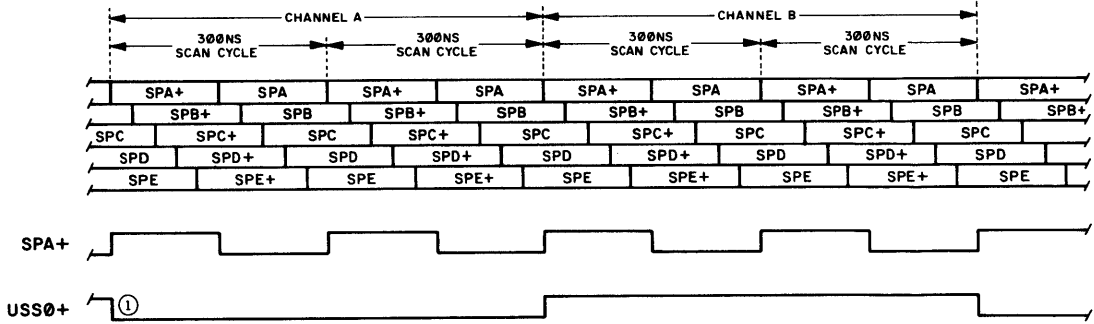 CHANNEL A CHANNEL B
300NS 300NS 300NS 300NS
SCAN CYCLE SCAN CYCLE SCAN CYCLE SCAN CYCLE
SPA+ SPA SPA+ SPA SPA+ SPA SPA+ SPA SPA+
SPB+ SPB SPB+ SPB SPB+ SPB SPB+ SPB SPB+
SPC SPC+ SPC SPC+ SPC SPC+ SPC SPC+ SPC
SPD SPD+ SPD SPD+ SPD SPD+ SPD SPD+ SPD
SPE SPE+ SPE SPE+ SPE SPE+ SPE SPE+ SPE
SPA+
USSØ+ 1